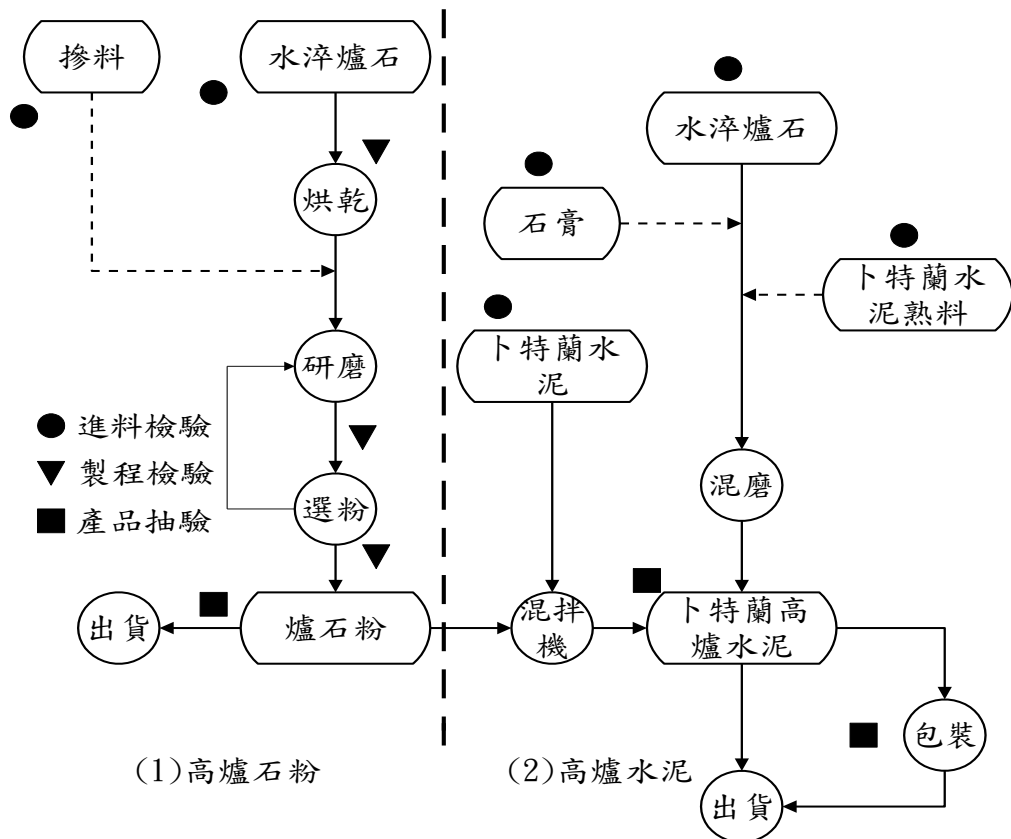 摻料
水淬爐石
烘乾
研磨
選粉
爐石粉
出貨
進料檢驗
製程檢驗
產品抽驗
(1)高爐石粉
水淬爐石
石膏
卜特蘭水
泥熟料
卜特蘭水
泥
混磨
混拌
機
卜特蘭高
爐水泥
包裝
出貨
(2)高爐水泥